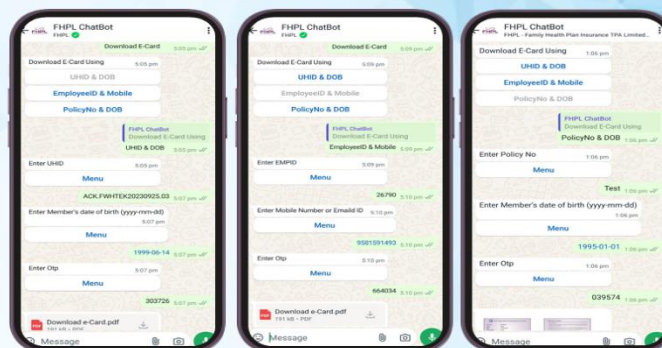 FHPL ChatBot
FHPL
Download E-Card 5:05 pm
Download E-Card Using 5:05 pm
UHID & DOB
EmployeeID & Mobile
PolicyNo & DOB
FHPL ChatBot
Download E-Card Using
UHID & DOB 5:05 pm
Enter UHID 5:05 pm
Menu
ACK.FWHTEK20230925.03 5:07 pm
Enter Member's date of birth (yyyy-mm-dd)
5:07 pm
Menu
1999-06-14 5:07 pm
Enter Otp 5:07 pm
Menu
303726 5:07 pm
Download e-Card.pdf
191 KB • PDF
Message
FHPL ChatBot
FHPL
Download E-Card 5:09 pm
Download E-Card Using 5:09 pm
UHID & DOB
EmployeeID & Mobile
PolicyNo & DOB
FHPL ChatBot
Download E-Card Using
EmployeeID & Mobile 5:09 pm
Enter EMPID 5:09 pm
Menu
26790 5:10 pm
Enter Mobile Number or Emaild ID 5:10 pm
Menu
9581591493 5:10 pm
Enter Otp 5:10 pm
Menu
664034 5:10 pm
Download e-Card.pdf
191 KB • PDF
Message
FHPL ChatBot
FHPL - Family Health Plan Insurance TPA Limited...
Download E-Card Using 1:06 pm
UHID & DOB
EmployeeID & Mobile
PolicyNo & DOB
FHPL ChatBot
Download E-Card Using
PolicyNo & DOB 1:06 pm
Enter Policy No 1:06 pm
Menu
Test 1:06 pm
Enter Member's date of birth (yyyy-mm-dd)
1:06 pm
Menu
1995-01-01 1:06 pm
Enter Otp 1:06 pm
Menu
039574 1:06 pm
Message